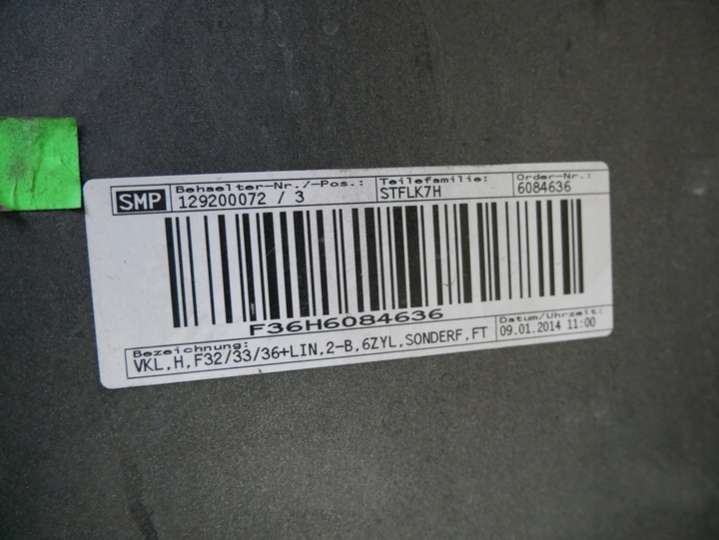 SMP Behaelter-Nr./-Pos.: Teilefamilie: Order-Nr.:
129200072 / 3 STFLK7H 6084636
F36H6084636
Bezeichnung: Datum/Uhrzeit:
VKL,H,F32/33/36+LIN,2-B,6ZYL,SONDERF,FT 09.01.2014 11:00